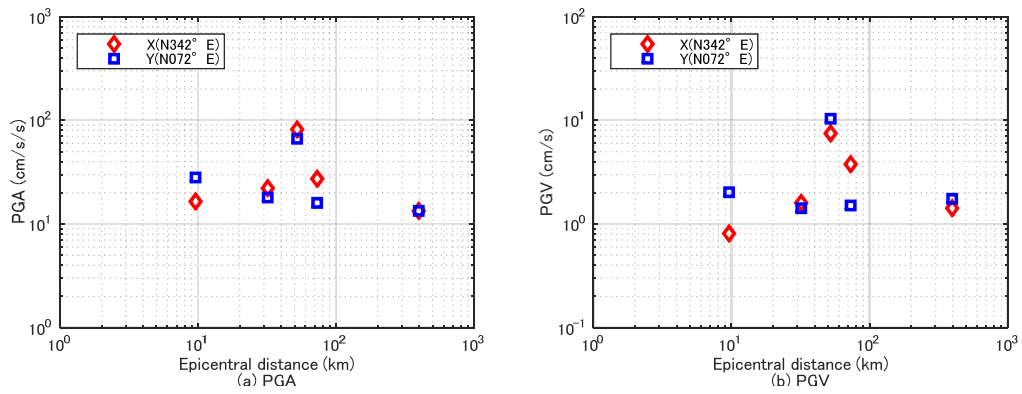 10³
10²
10¹
10⁰
PGA (cm/s/s)
X(N342° E)
Y(N072° E)
10⁰
10¹
10²
10³
Epicentral distance (km)
(a) PGA
10²
10¹
10⁰
10⁻¹
PGV (cm/s)
X(N342° E)
Y(N072° E)
10⁰
10¹
10²
10³
Epicentral distance (km)
(b) PGV